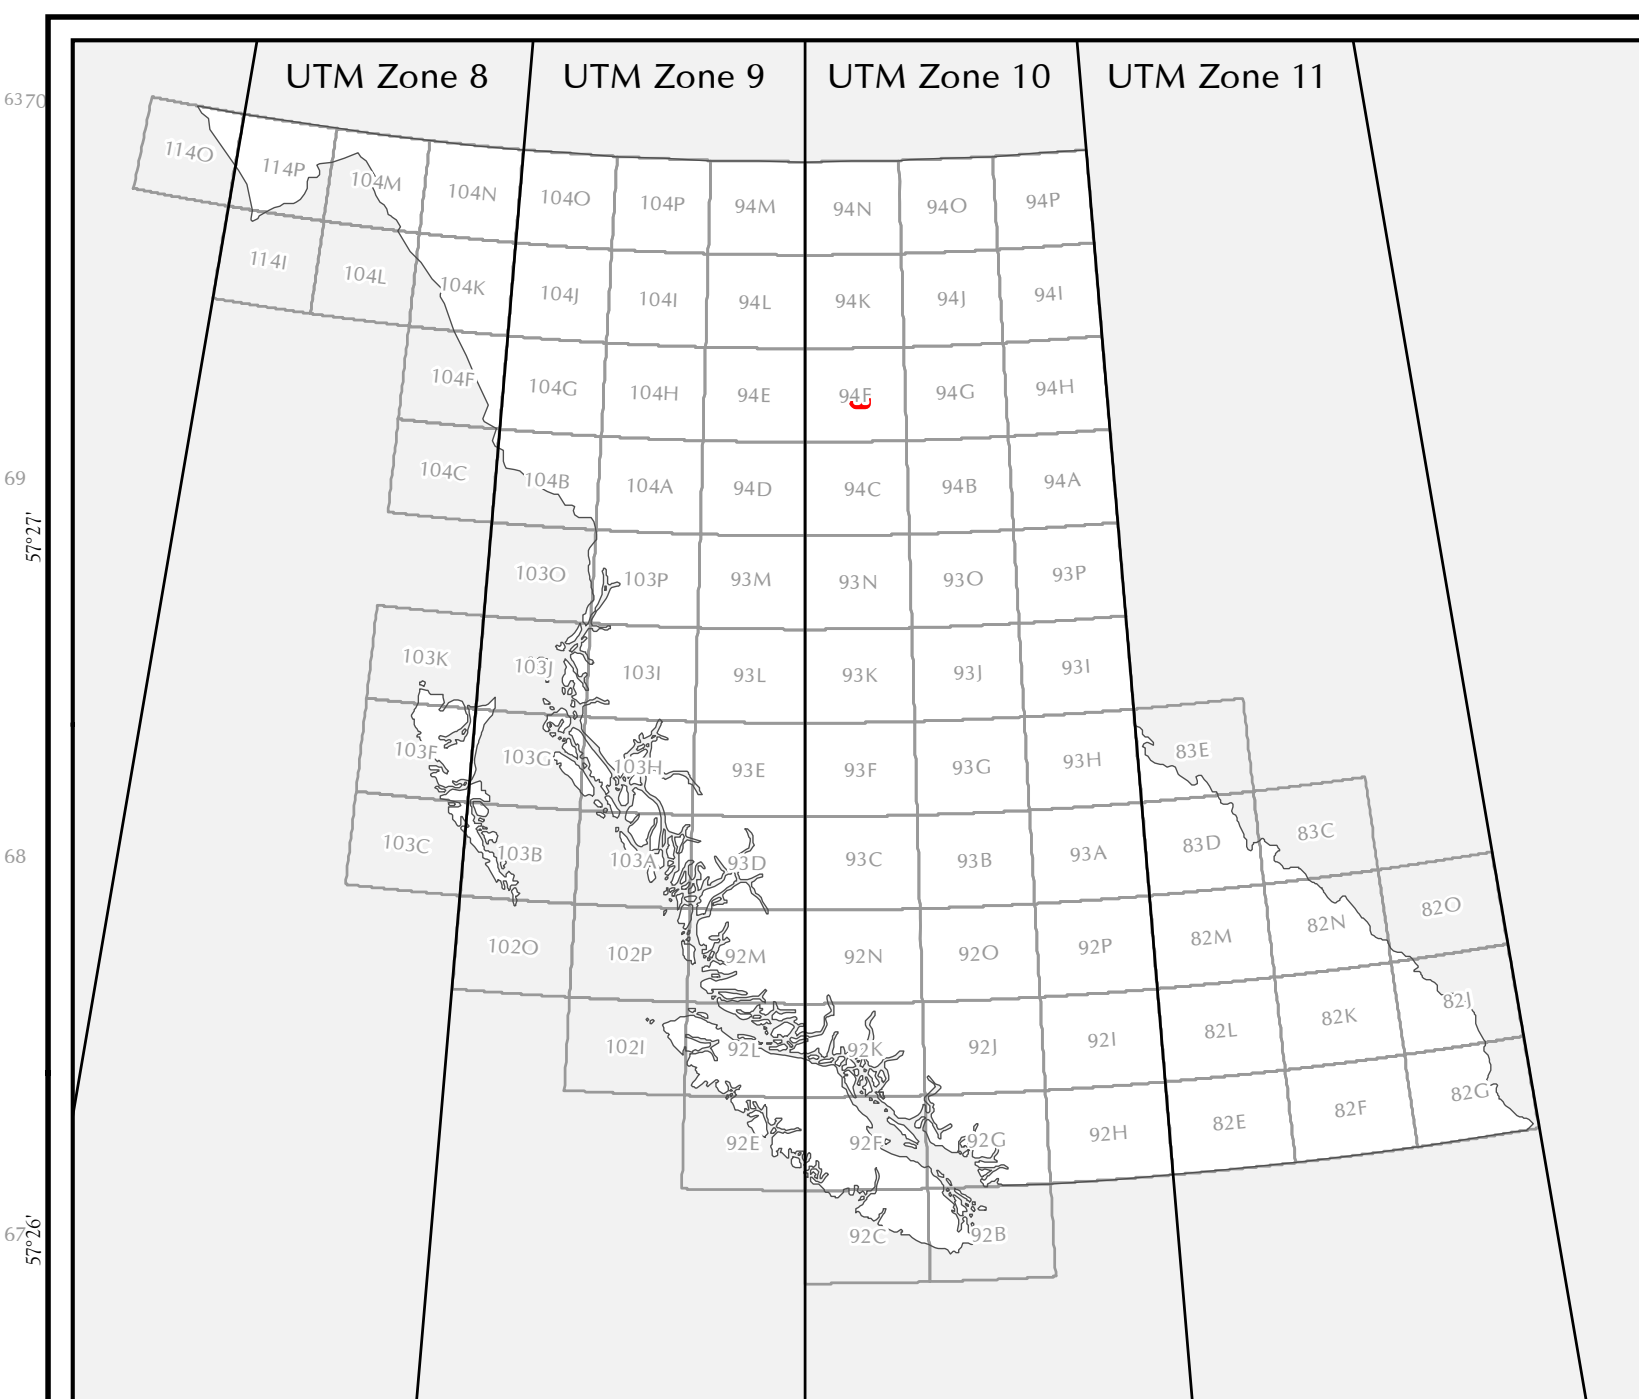 UTM Zone 8 UTM Zone 9 UTM Zone 10 UTM Zone 11
6370
114O 114P 104M 104N 104O 104P 94M 94N 94O 94P
114I 104L 104K 104J 104I 94L 94K 94J 94I
104F 104G 104H 94E 94F 94G 94H
69
104C 104B 104A 94D 94C 94B 94A
57°27'
103O 103P 93M 93N 93O 93P
103K 103J 103I 93L 93K 93J 93I
103F 103G 103H 93E 93F 93G 93H 83E
68
103C 103B 103A 93D 93C 93B 93A 83D 83C
102O 102P 92M 92N 92O 92P 82M 82N 82O
102I 92L 92K 92J 92I 82L 82K 82J
92E 92F 92G 92H 82E 82F 82G
67
57°26'
92C 92B